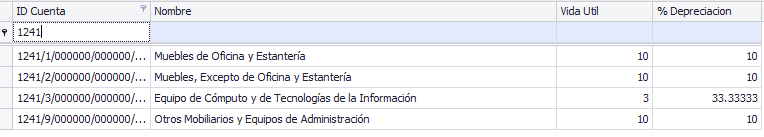 ID Cuenta Nombre Vida Util % Depreciacion
1241
1241/1/000000/000000/... Muebles de Oficina y Estantería 10 10
1241/2/000000/000000/... Muebles, Excepto de Oficina y Estantería 10 10
1241/3/000000/000000/... Equipo de Cómputo y de Tecnologías de la Información 3 33.33333
1241/9/000000/000000/... Otros Mobiliarios y Equipos de Administración 10 10